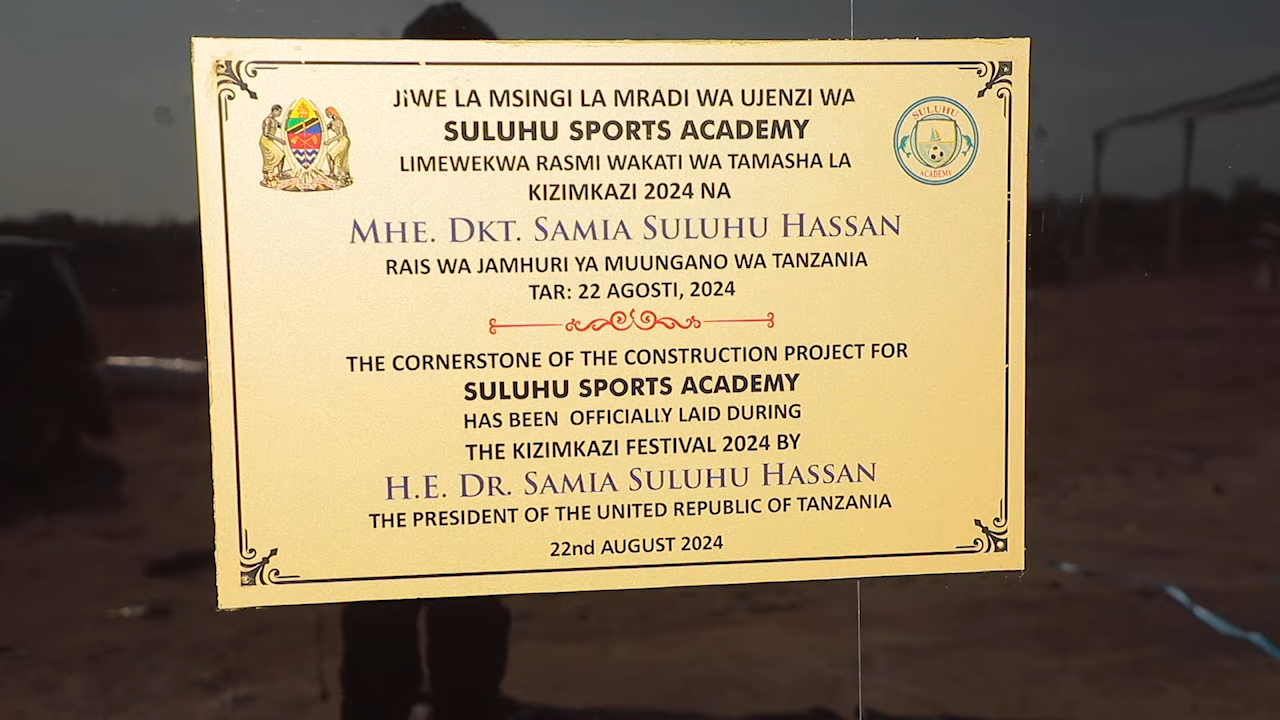 JiWE LA MSINGI LA MRADI WA UJENZI WA
SULUHU SPORTS ACADEMY
LIMEWEKWA RASMI WAKATI WA TAMASHA LA
KIZIMKAZI 2024 NA
MHE. DKT. SAMIA SULUHU HASSAN
RAIS WA JAMHURI YA MUUNGANO WA TANZANIA
TAR: 22 AGOSTI, 2024
THE CORNERSTONE OF THE CONSTRUCTION PROJECT FOR
SULUHU SPORTS ACADEMY
HAS BEEN OFFICIALLY LAID DURING
THE KIZIMKAZI FESTIVAL 2024 BY
H.E. DR. SAMIA SULUHU HASSAN
THE PRESIDENT OF THE UNITED REPUBLIC OF TANZANIA
22nd AUGUST 2024
SULUHU
ACADEMY